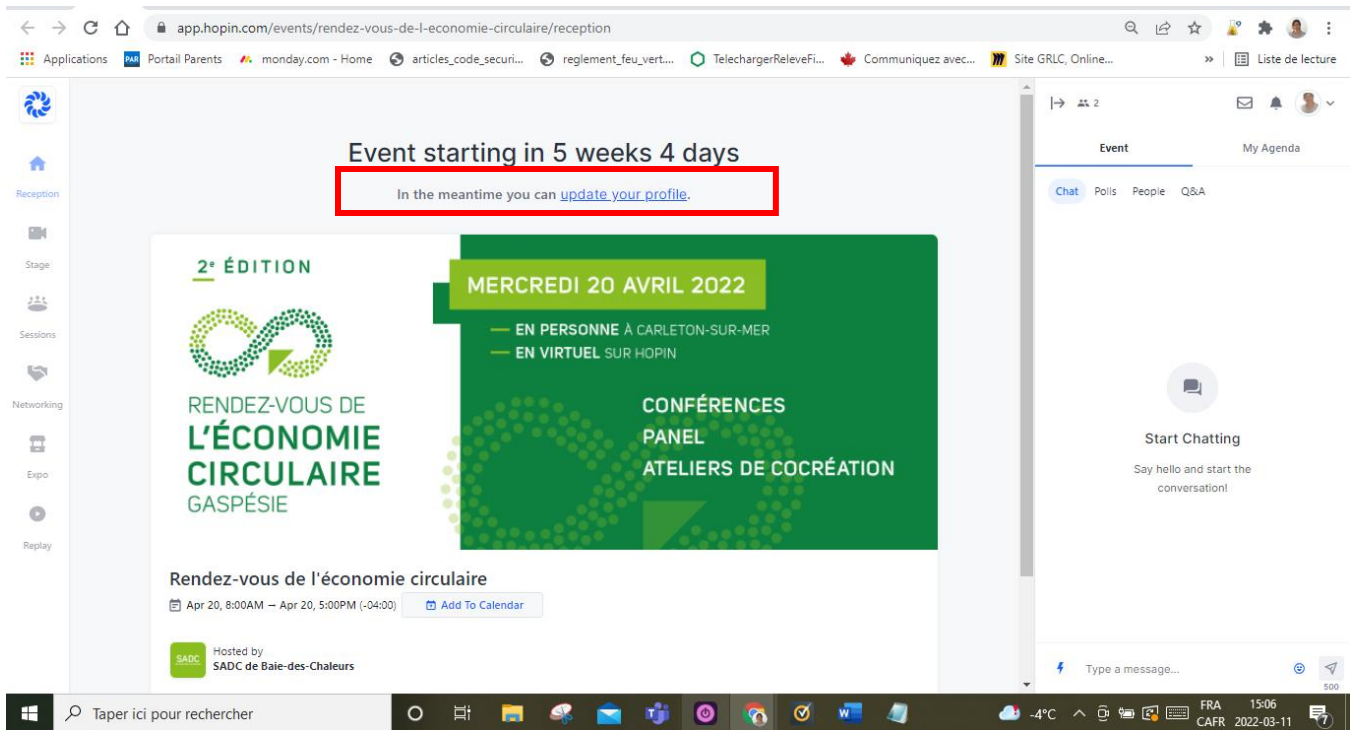 app.hopin.com/events/rendez-vous-de-l-economie-circulaire/reception
Applications
PAR Portail Parents
monday.com - Home
articles_code_securi...
reglement_feu_vert....
TelechargerReleveFi...
Communiquez avec...
Site GRLC, Online...
»
Liste de lecture
Reception
Stage
Sessions
Networking
Expo
Replay
Event starting in 5 weeks 4 days
In the meantime you can update your profile.
2e ÉDITION
RENDEZ-VOUS DE
L'ÉCONOMIE
CIRCULAIRE
GASPÉSIE
MERCREDI 20 AVRIL 2022
— EN PERSONNE À CARLETON-SUR-MER
— EN VIRTUEL SUR HOPIN
CONFÉRENCES
PANEL
ATELIERS DE COCRÉATION
Rendez-vous de l'économie circulaire
Apr 20, 8:00AM — Apr 20, 5:00PM (-04:00)
Add To Calendar
SADC
Hosted by
SADC de Baie-des-Chaleurs
2
Event
My Agenda
Chat
Polls
People
Q&A
Start Chatting
Say hello and start the
conversation!
Type a message...
500
Taper ici pour rechercher
-4°C
FRA
CAFR
15:06
2022-03-11
7